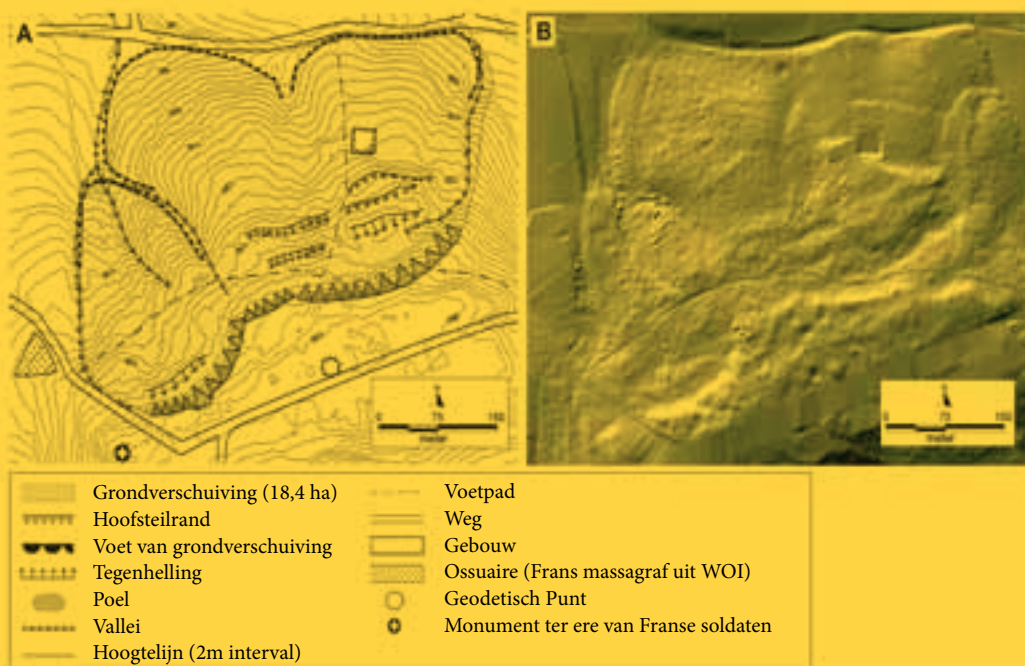 A
B
0 75 150
meter
0 75 150
meter
Grondverschuiving (18,4 ha)
Hoofsteilrand
Voet van grondverschuiving
Tegenhelling
Poel
Vallei
Hoogtelijn (2m interval)
Voetpad
Weg
Gebouw
Ossuaire (Frans massagraf uit WOI)
Geodetisch Punt
Monument ter ere van Franse soldaten